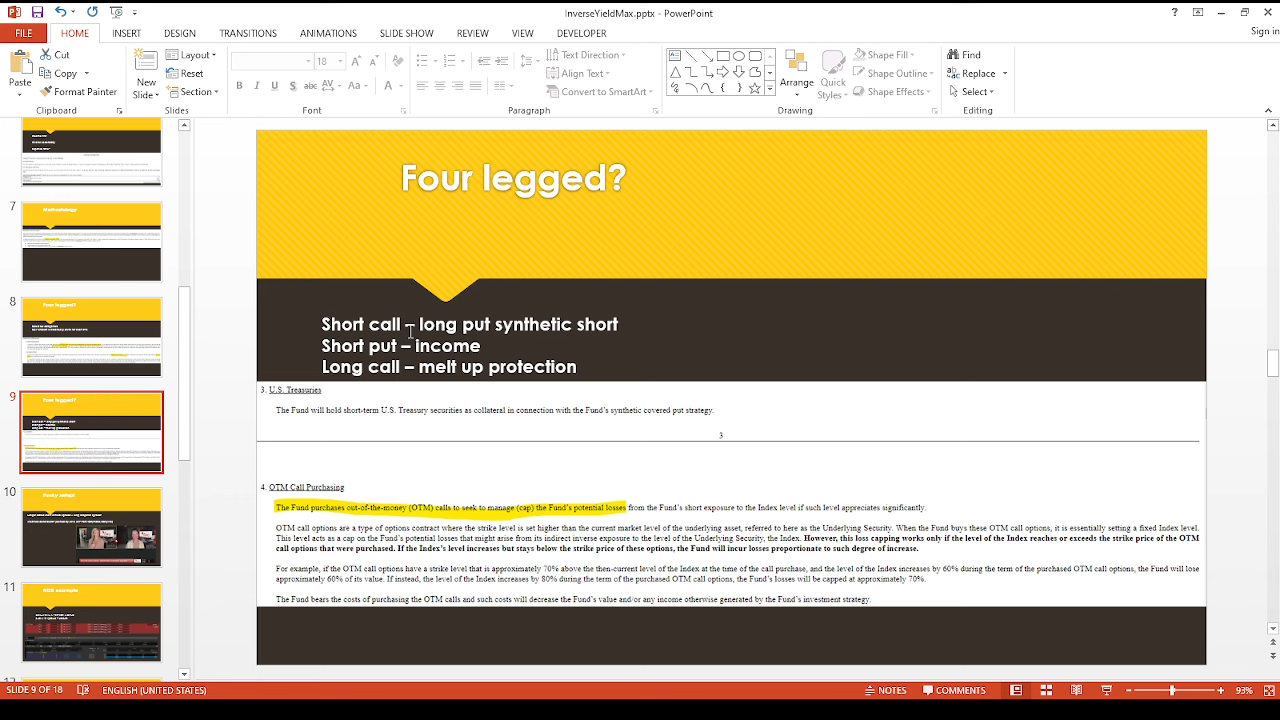 InverseYieldMax.pptx - PowerPoint
Sign in
FILE HOME INSERT DESIGN TRANSITIONS ANIMATIONS SLIDE SHOW REVIEW VIEW DEVELOPER
Paste
Cut
Copy
Format Painter
Clipboard
New
Slide
Layout
Reset
Section
Slides
18
B I U S abc AV Aa A
Font
Text Direction
Align Text
Convert to SmartArt
Paragraph
Arrange
Quick
Styles
Shape Fill
Shape Outline
Shape Effects
Drawing
Find
Replace
Select
Editing
7
Methodology
8
Four legged?
9
Four legged?
10
11
Four legged?
Short call – long put synthetic short
Short put – income
Long call – melt up protection
3. U.S. Treasuries
The Fund will hold short-term U.S. Treasury securities as collateral in connection with the Fund's synthetic covered put strategy.
3
4. OTM Call Purchasing
The Fund purchases out-of-the-money (OTM) calls to seek to manage (cap) the Fund's potential losses from the Fund's short exposure to the Index level if such level appreciates significantly.
OTM call options are a type of options contract where the strike level is set higher than the current market level of the underlying asset, referred to here as the Underlying Security. When the Fund buys these OTM call options, it is essentially setting a fixed Index level.
This level acts as a cap on the Fund's potential losses that might arise from its indirect inverse exposure to the level of the Underlying Security, the Index. However, this loss capping works only if the level of the Index reaches or exceeds the strike price of the OTM
call options that were purchased. If the Index's level increases but stays below the strike price of these options, the Fund will incur losses proportionate to such degree of increase.
For example, if the OTM call options have a strike level that is approximately 70% above the then-current level of the Index at the time of the call purchase, and the level of the Index increases by 60% during the term of the purchased OTM call options, the Fund will lose
approximately 60% of its value. If instead, the level of the Index increases by 80% during the term of the purchased OTM call options, the Fund's losses will be capped at approximately 70%.
The Fund bears the costs of purchasing the OTM calls and such costs will decrease the Fund's value and/or any income otherwise generated by the Fund's investment strategy.
SLIDE 9 OF 18 ENGLISH (UNITED STATES) NOTES COMMENTS 93%